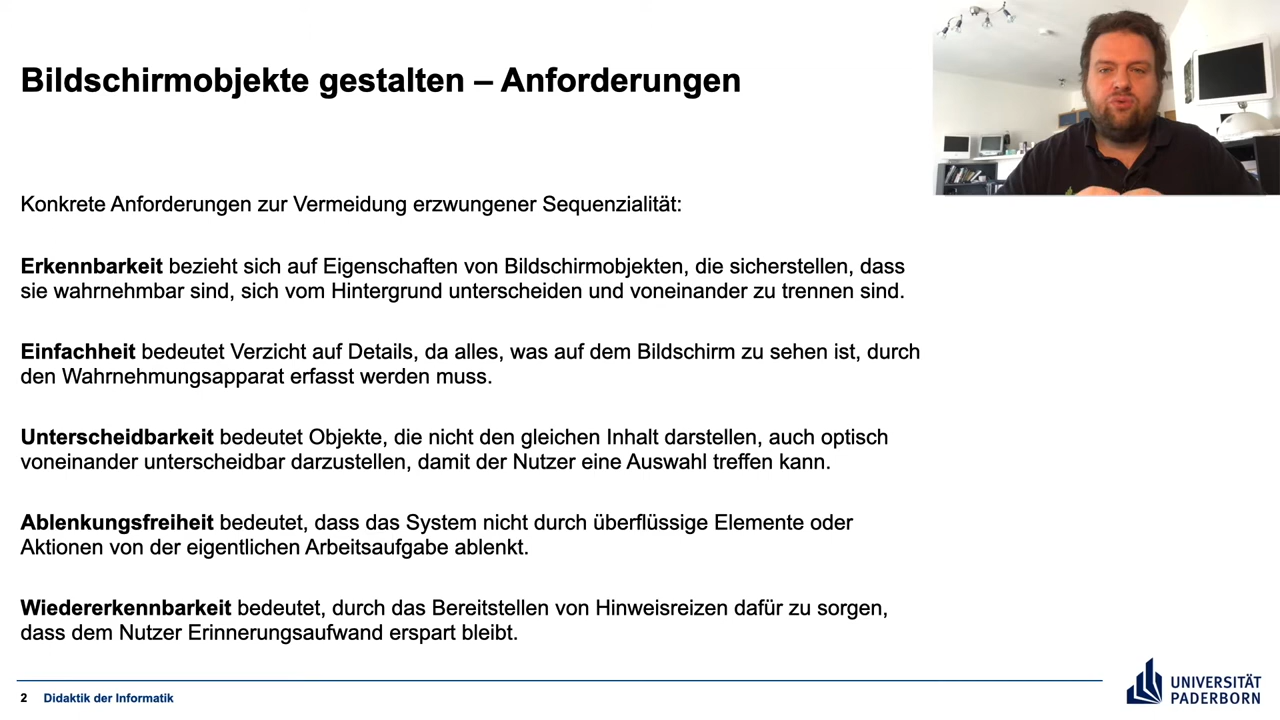 Bildschirmobjekte gestalten – Anforderungen
Konkrete Anforderungen zur Vermeidung erzwungener Sequenzialität:
Erkennbarkeit bezieht sich auf Eigenschaften von Bildschirmobjekten, die sicherstellen, dass
sie wahrnehmbar sind, sich vom Hintergrund unterscheiden und voneinander zu trennen sind.
Einfachheit bedeutet Verzicht auf Details, da alles, was auf dem Bildschirm zu sehen ist, durch
den Wahrnehmungsapparat erfasst werden muss.
Unterscheidbarkeit bedeutet Objekte, die nicht den gleichen Inhalt darstellen, auch optisch
voneinander unterscheidbar darzustellen, damit der Nutzer eine Auswahl treffen kann.
Ablenkungsfreiheit bedeutet, dass das System nicht durch überflüssige Elemente oder
Aktionen von der eigentlichen Arbeitsaufgabe ablenkt.
Wiedererkennbarkeit bedeutet, durch das Bereitstellen von Hinweisreizen dafür zu sorgen,
dass dem Nutzer Erinnerungsaufwand erspart bleibt.
2 Didaktik der Informatik
UNIVERSITÄT
PADERBORN